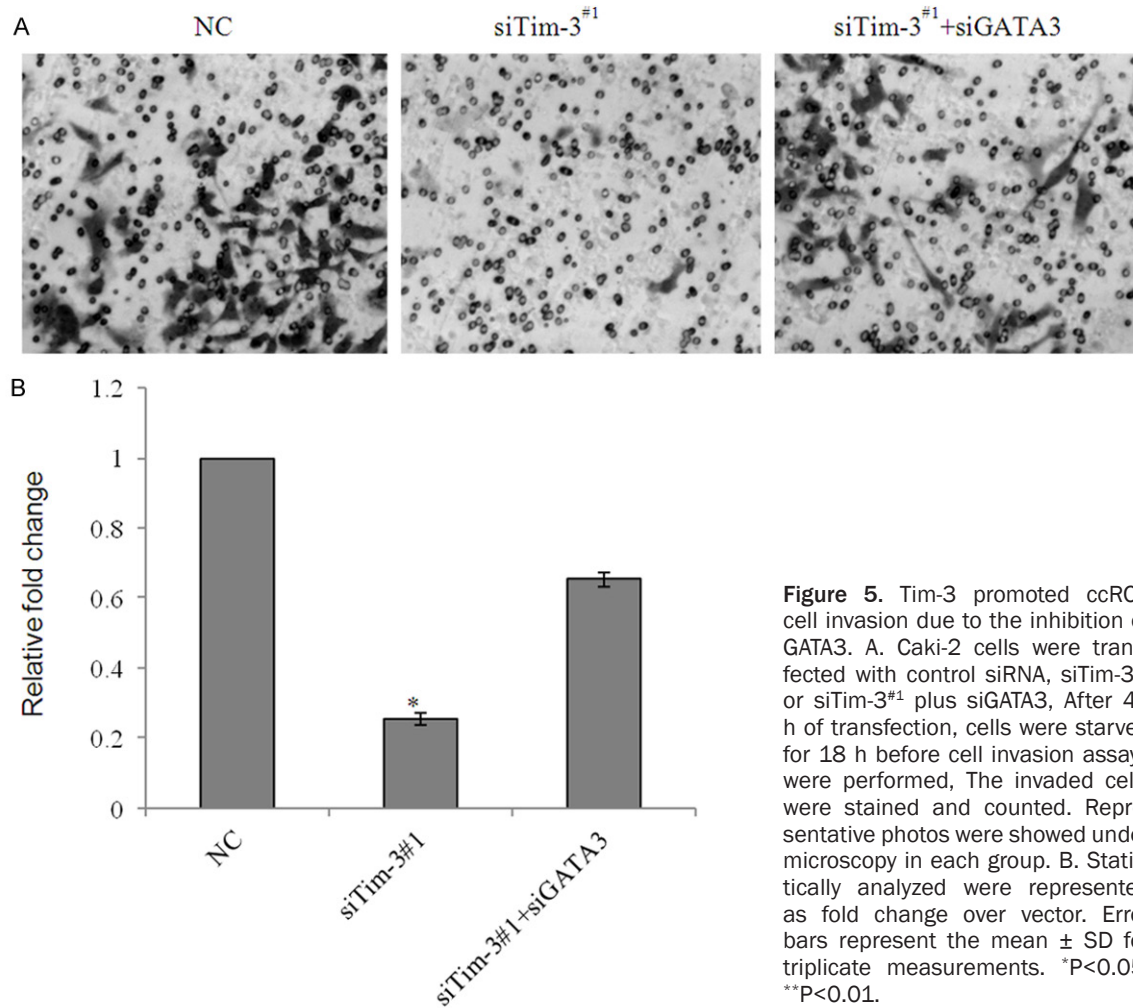 A
NC
siTim-3#1
siTim-3#1+siGATA3
B
1.2
1
0.8
0.6
0.4
0.2
0
Relative fold change
*
NC
siTim-3#1
siTim-3#1+siGATA3
Figure 5. Tim-3 promoted ccRC
cell invasion due to the inhibition
GATA3. A. Caki-2 cells were tran
fected with control siRNA, siTim-3
or siTim-3#1 plus siGATA3, After 4
h of transfection, cells were starve
for 18 h before cell invasion assay
were performed, The invaded cel
were stained and counted. Repr
sentative photos were showed unde
microscopy in each group. B. Stati
tically analyzed were represente
as fold change over vector. Erro
bars represent the mean ± SD fo
triplicate measurements. *P<0.05
**P<0.01.